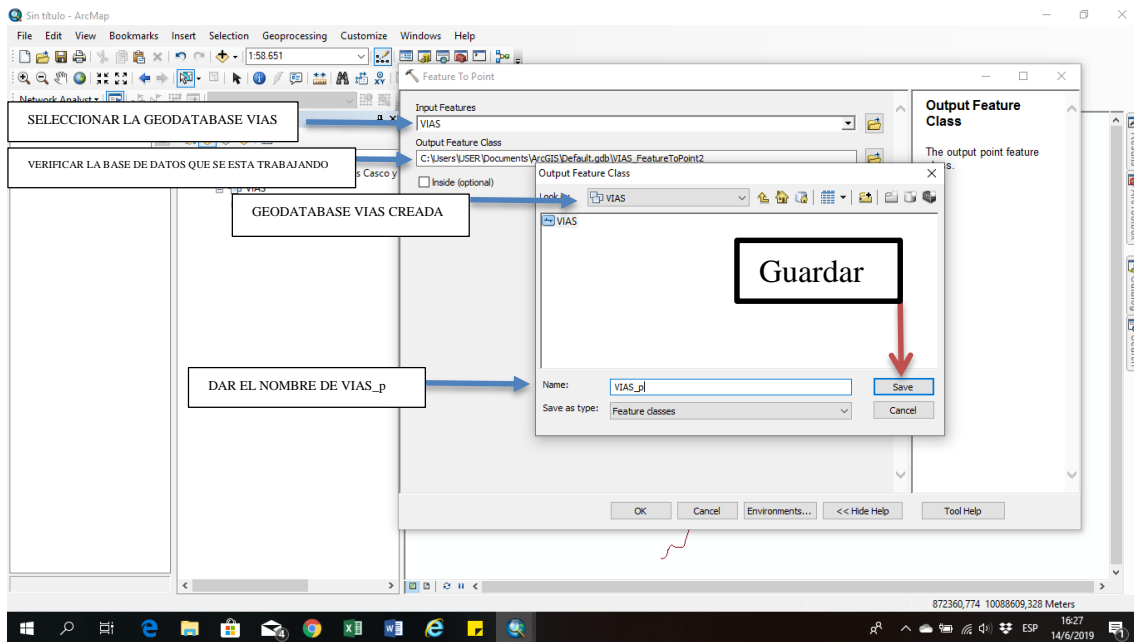 Sin título - ArcMap
File Edit View Bookmarks Insert Selection Geoprocessing Customize Windows Help
1:58.651
Feature To Point
Network Analyst
Input Features
VIAS
Output Feature Class
C:\Users\USER\Documents\ArcGIS\Default.gdb\VIAS_FeatureToPoint2
Inside (optional)
SELECCIONAR LA GEODATABASE VIAS
VERIFICAR LA BASE DE DATOS QUE SE ESTA TRABAJANDO
s Casco y
VIAS
GEODATABASE VIAS CREADA
Output Feature Class
The output point feature
Output Feature Class
VIAS
VIAS
Guardar
DAR EL NOMBRE DE VIAS_p
Name: VIAS_p Save
Save as type: Feature classes Cancel
OK Cancel Environments... << Hide Help Tool Help
872360,774 10088609,328 Meters
ESP
16:27
14/6/2019